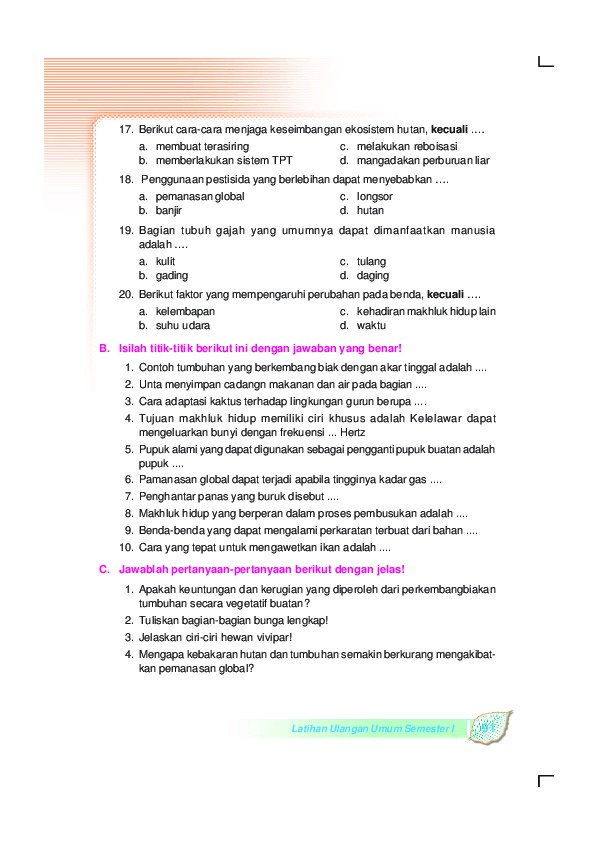 17. Berikut cara-cara menjaga keseimbangan ekosistem hutan, kecuali ....
a. membuat terasiring c. melakukan reboisasi
b. memberlakukan sistem TPT d. mangadakan perburuan liar
18. Penggunaan pestisida yang berlebihan dapat menyebabkan ....
a. pemanasan global c. longsor
b. banjir d. hutan
19. Bagian tubuh gajah yang umumnya dapat dimanfaatkan manusia
adalah ....
a. kulit c. tulang
b. gading d. daging
20. Berikut faktor yang mempengaruhi perubahan pada benda, kecuali ....
a. kelembapan c. kehadiran makhluk hidup lain
b. suhu udara d. waktu
B. Isilah titik-titik berikut ini dengan jawaban yang benar!
1. Contoh tumbuhan yang berkembang biak dengan akar tinggal adalah ....
2. Unta menyimpan cadangn makanan dan air pada bagian ....
3. Cara adaptasi kaktus terhadap lingkungan gurun berupa ....
4. Tujuan makhluk hidup memiliki ciri khusus adalah Kelelawar dapat
mengeluarkan bunyi dengan frekuensi ... Hertz
5. Pupuk alami yang dapat digunakan sebagai pengganti pupuk buatan adalah
pupuk ....
6. Pamanasan global dapat terjadi apabila tingginya kadar gas ....
7. Penghantar panas yang buruk disebut ....
8. Makhluk hidup yang berperan dalam proses pembusukan adalah ....
9. Benda-benda yang dapat mengalami perkaratan terbuat dari bahan ....
10. Cara yang tepat untuk mengawetkan ikan adalah ....
C. Jawablah pertanyaan-pertanyaan berikut dengan jelas!
1. Apakah keuntungan dan kerugian yang diperoleh dari perkembangbiakan
tumbuhan secara vegetatif buatan?
2. Tuliskan bagian-bagian bunga lengkap!
3. Jelaskan ciri-ciri hewan vivipar!
4. Mengapa kebakaran hutan dan tumbuhan semakin berkurang mengakibat-
kan pemanasan global?
Latihan Ulangan Umum Semester I